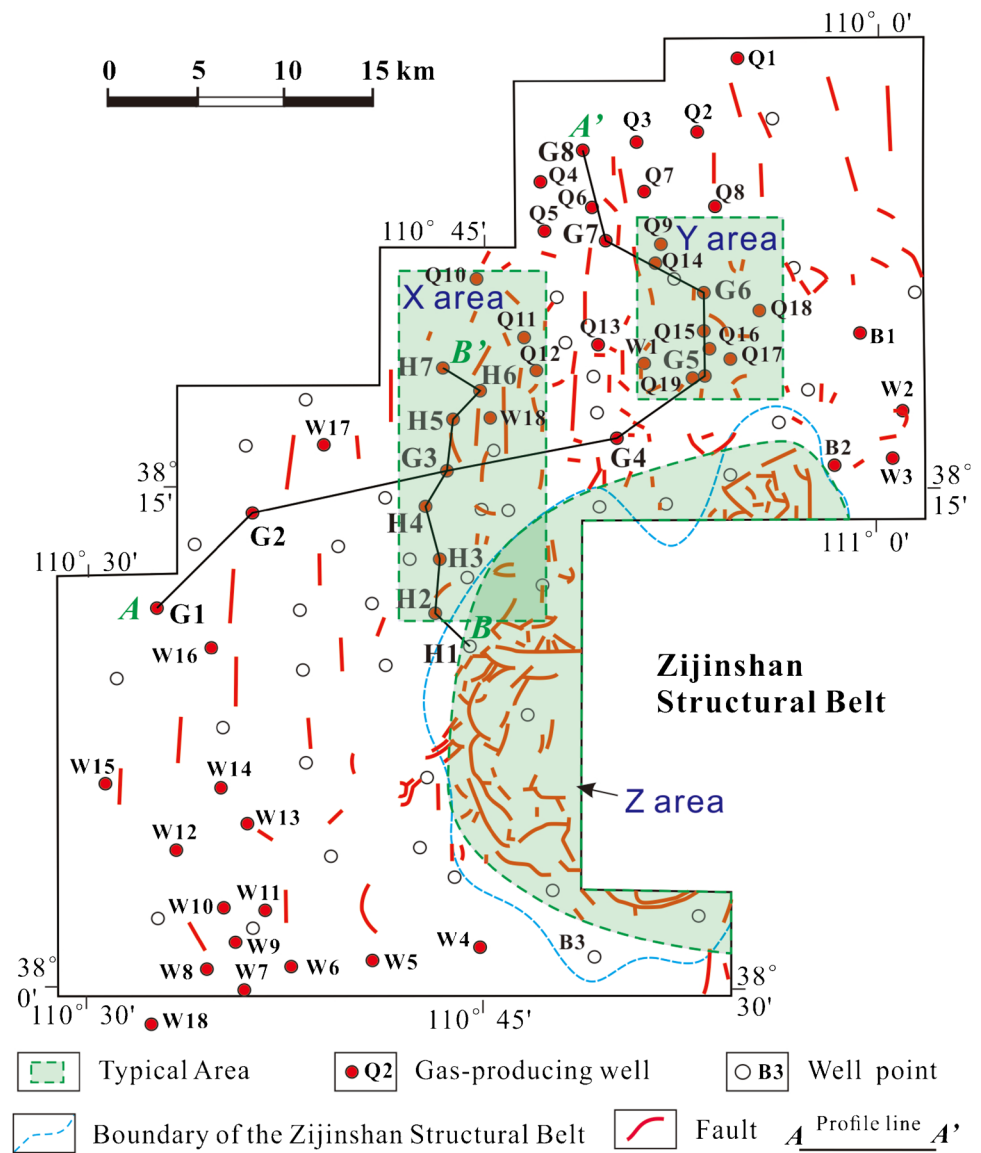 110° 0'
0 5 10 15 km
Q1
Q2
Q3
A’
G8
Q4
Q7
Q6
Q8
Q5
G7
110° 45'
Q9
Y area
Q14
Q10
X area
G6
Q18
Q11
Q13
Q15
Q16
B1
B’
H7
Q12
W1
G5
Q17
H6
Q19
W2
H5
W18
W17
G4
B2
G3
W3
38°
15'
38°
15'
H4
G2
111° 0'
110° 30'
H3
A
G1
H2
B
H1
W16
Zijinshan
Structural Belt
W15
W14
Z area
W13
W12
W10
W11
W9
W4
B3
W8
W7
W6
W5
38°
0'
38°
30'
110° 30'
110° 45'
W18
Typical Area
Q2 Gas-producing well
B3 Well point
Boundary of the Zijinshan Structural Belt
Fault
A Profile line A’